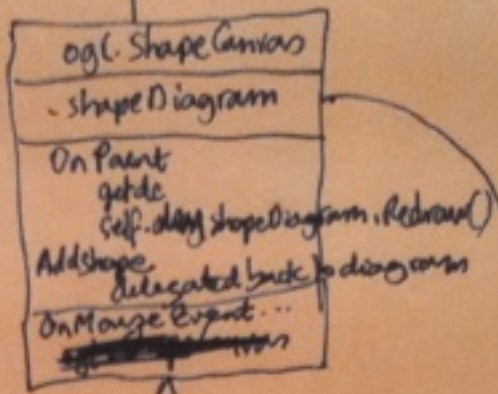 ogl.ShapeCanvas
.shapeDiagram
OnPaint
getdc
self.shapeDiagram.Redraw()
Addshape
delegated back to diagram
OnMouseEvent...